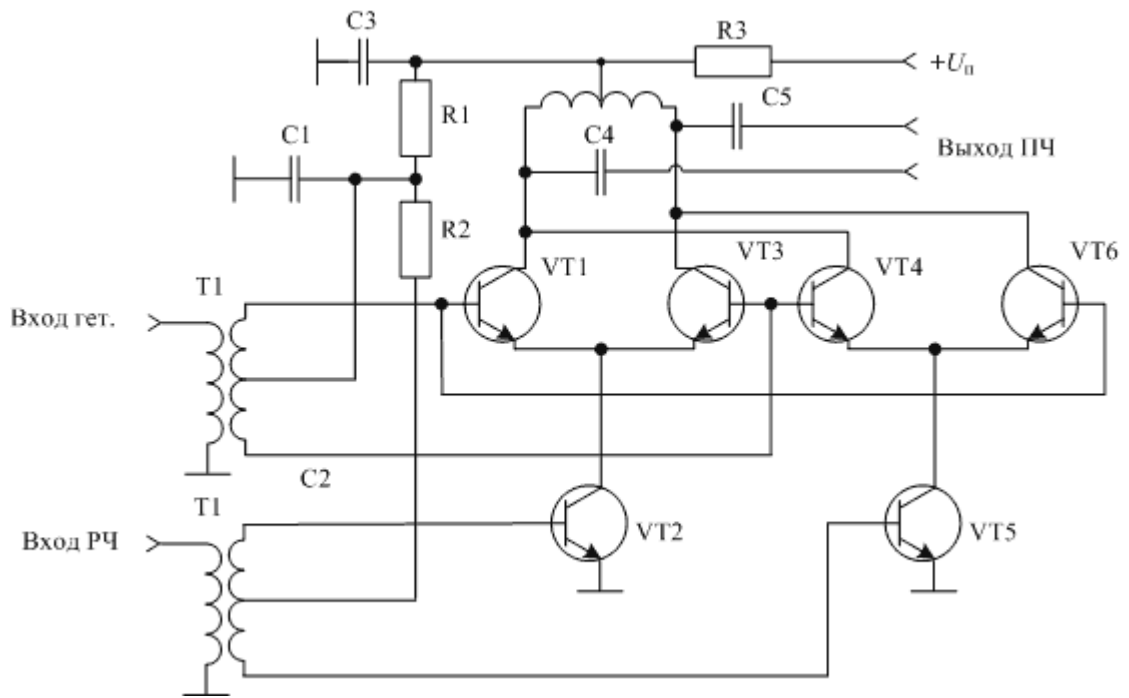 C3
R3
+Uп
C5
R1
C4
C1
Выход ПЧ
R2
VT1
VT3
VT4
VT6
T1
Вход гет.
C2
T1
Вход РЧ
VT2
VT5